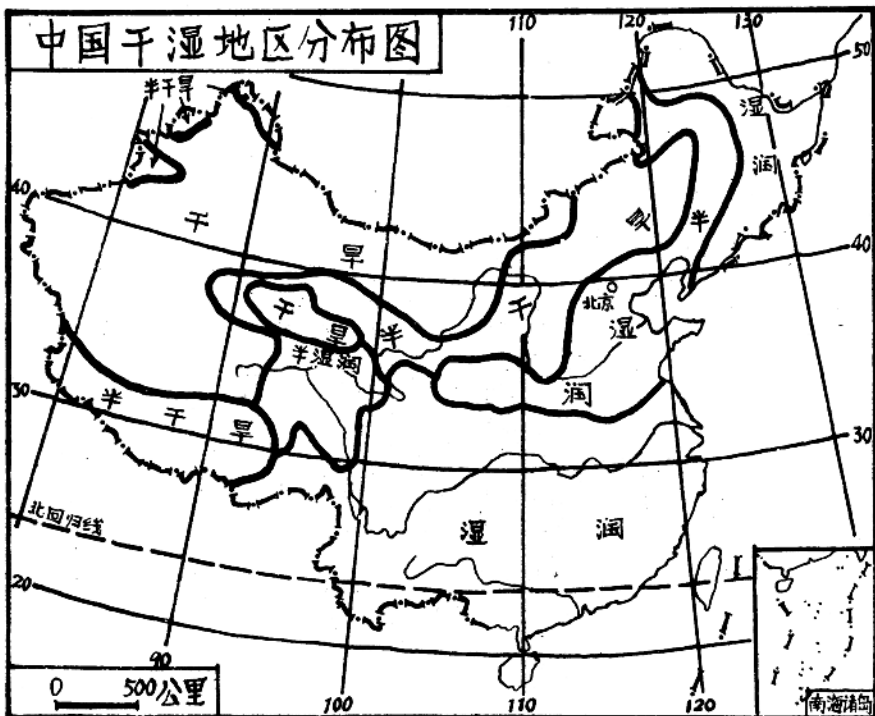 中国干湿地区分布图
110
120
130
50
半干旱
湿
润
40
干
旱
半
40
干
北京
湿
干
旱
半
半湿润
润
30
半
干
旱
30
北回归线
湿
润
20
90
0
500公里
100
110
120
南海诸岛